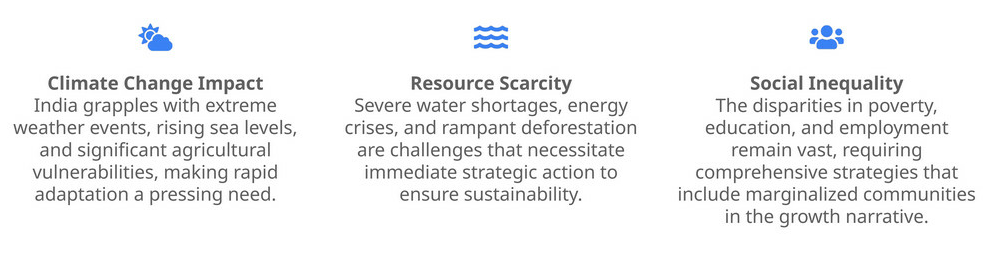 Climate Change Impact
India grapples with extreme
weather events, rising sea levels,
and significant agricultural
vulnerabilities, making rapid
adaptation a pressing need.
Resource Scarcity
Severe water shortages, energy
crises, and rampant deforestation
are challenges that necessitate
immediate strategic action to
ensure sustainability.
Social Inequality
The disparities in poverty,
education, and employment
remain vast, requiring
comprehensive strategies that
include marginalized communities
in the growth narrative.